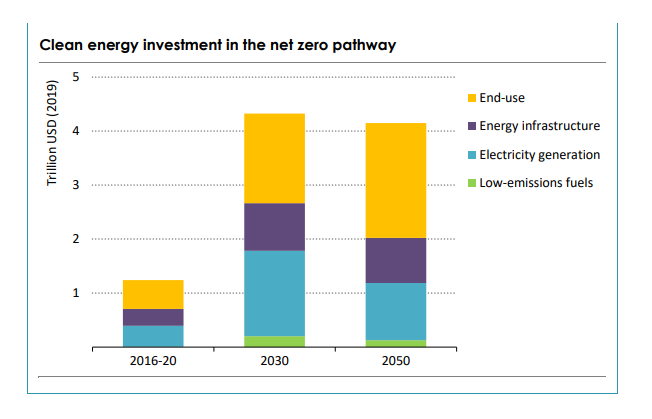 Clean energy investment in the net zero pathway
Trillion USD (2019)
5
4
3
2
1
2016-20
2030
2050
End-use
Energy infrastructure
Electricity generation
Low-emissions fuels